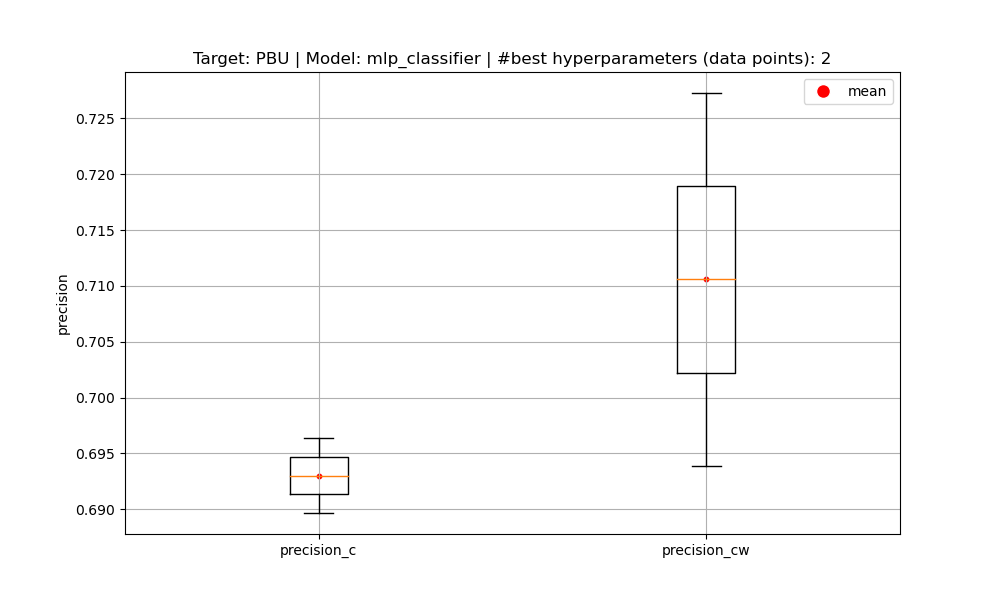 Target: PBU | Model: mlp_classifier | #best hyperparameters (data points): 2
mean
0.725
0.720
0.715
0.710
0.705
0.700
0.695
0.690
precision
precision_c
precision_cw